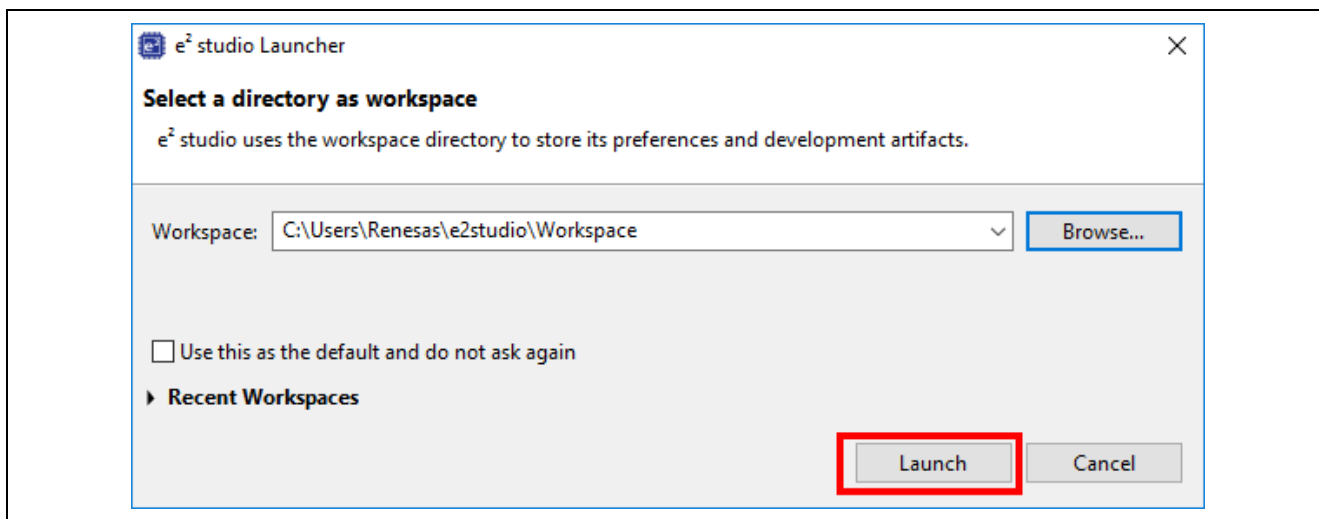 e² studio Launcher
Select a directory as workspace
e² studio uses the workspace directory to store its preferences and development artifacts.
Workspace: C:\Users\Renesas\e2studio\Workspace Browse...
Use this as the default and do not ask again
Recent Workspaces
Launch Cancel